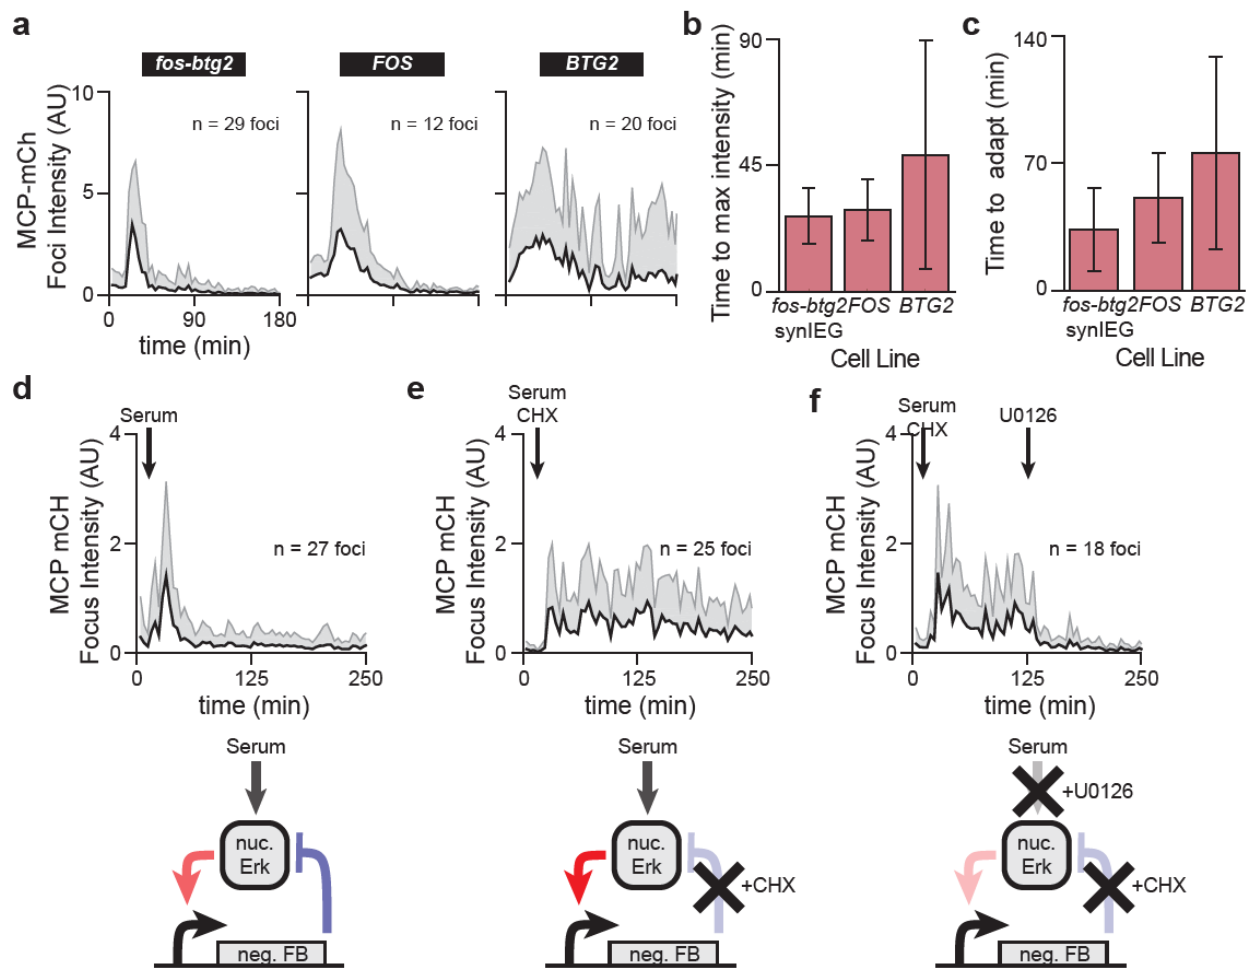 a
fos-btg2
FOS
BTG2
MCP-mCh
Foci Intensity (AU)
10
5
0
n = 29 foci
n = 12 foci
n = 20 foci
0
90
180
time (min)
b
Time to max intensity (min)
90
45
0
fos-btg2 FOS BTG2
synIEG
Cell Line
c
Time to adapt (min)
140
70
0
fos-btg2 FOS BTG2
synIEG
Cell Line
d
Serum
MCP mCH
Focus Intensity (AU)
4
2
0
n = 27 foci
0
125
250
time (min)
Serum
nuc.
Erk
neg. FB
e
Serum
CHX
MCP mCH
Focus Intensity (AU)
4
2
0
n = 25 foci
0
125
250
time (min)
Serum
nuc.
Erk
+CHX
neg. FB
f
Serum
CHX
U0126
MCP mCH
Focus Intensity (AU)
4
2
0
n = 18 foci
0
125
250
time (min)
Serum
+U0126
nuc.
Erk
+CHX
neg. FB